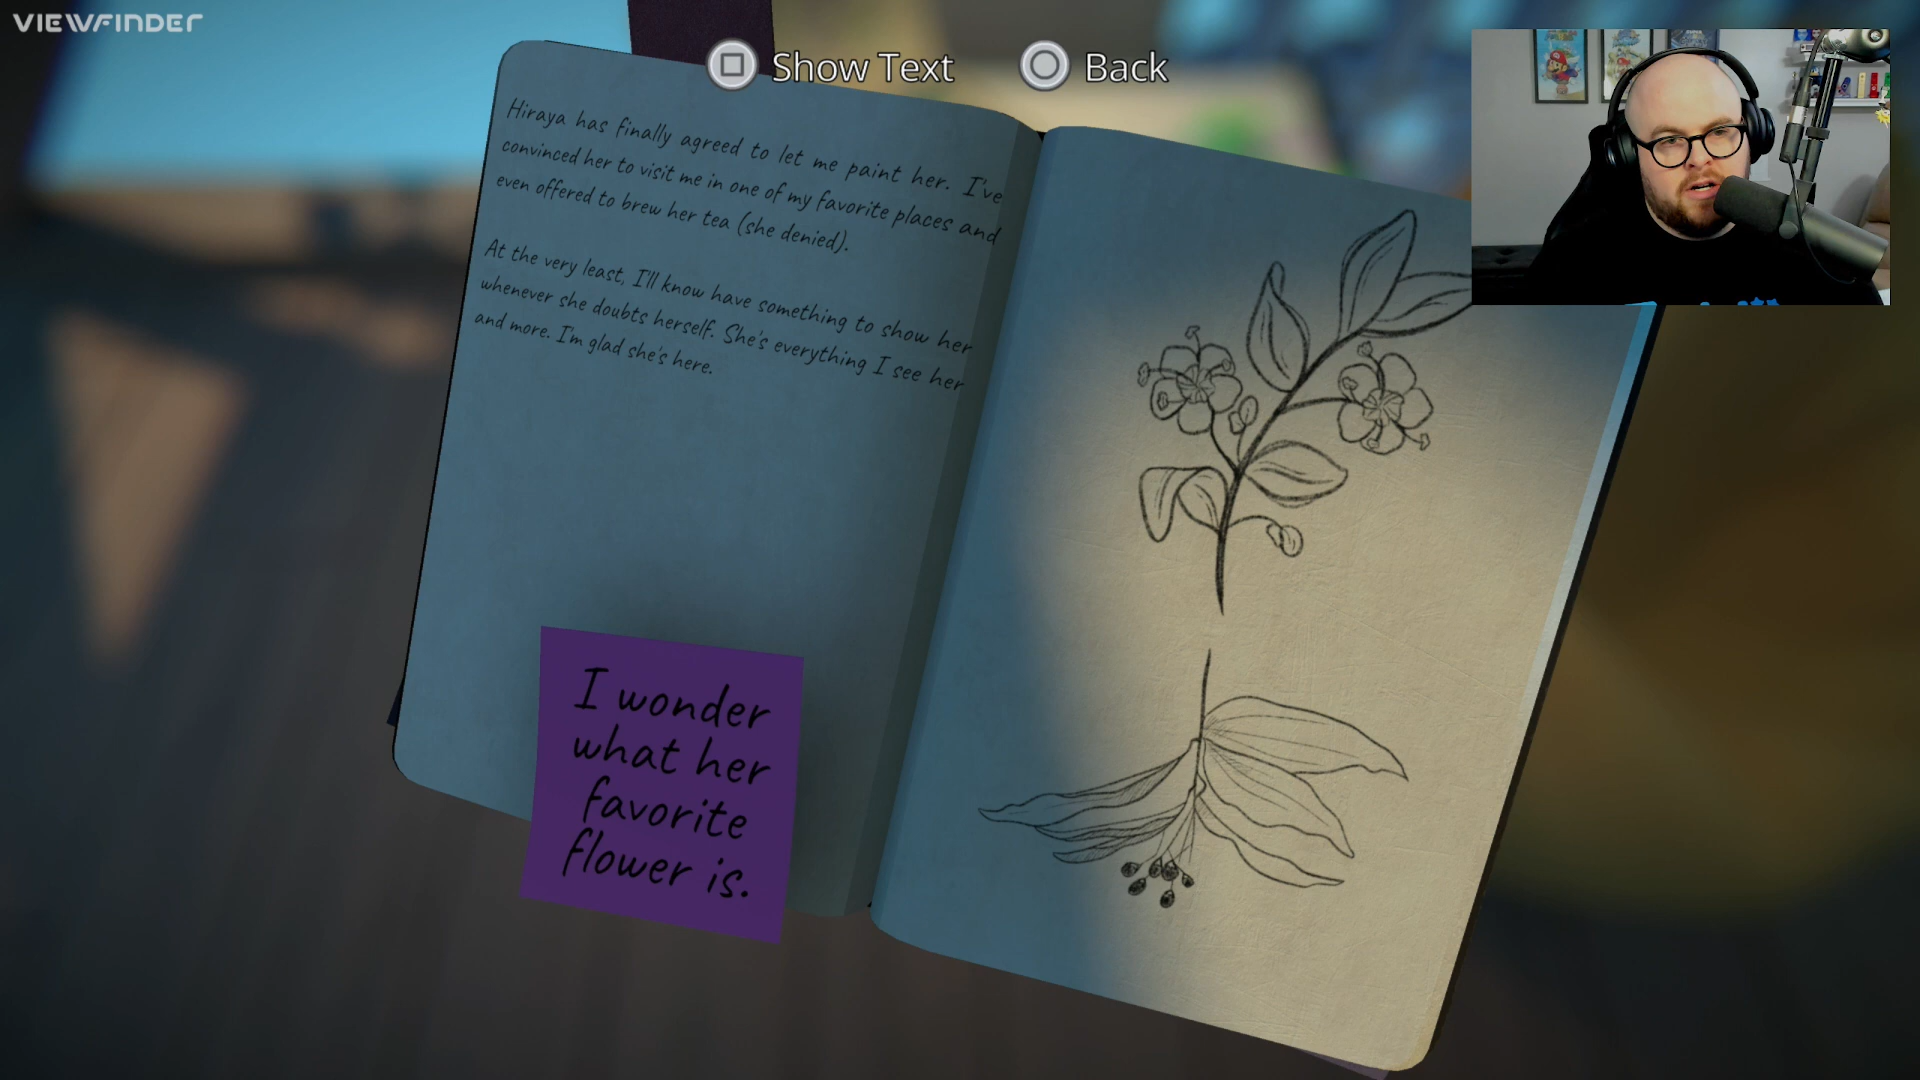 VIEWFINDER
Show Text
Back
Hiraya has finally agreed to let me paint her. I've
convinced her to visit me in one of my favorite places and
even offered to brew her tea (she denied).
At the very least, I'll know have something to show her
whenever she doubts herself. She's everything I see her
and more. I'm glad she's here.
I wonder
what her
favorite
flower is.